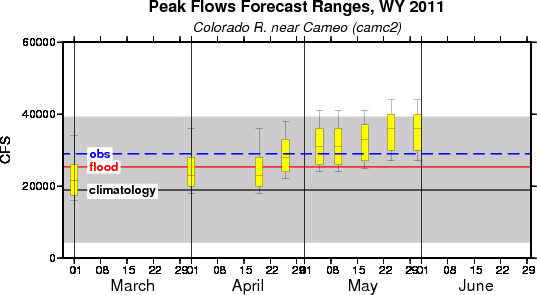 Peak Flows Forecast Ranges, WY 2011
Colorado R. near Cameo (camc2)
60000
40000
20000
0
CFS
obs
flood
climatology
01 08 15 22 29 01 08 15 22 29 01 08 15 22 29 01 08 15 22 29
March April May June